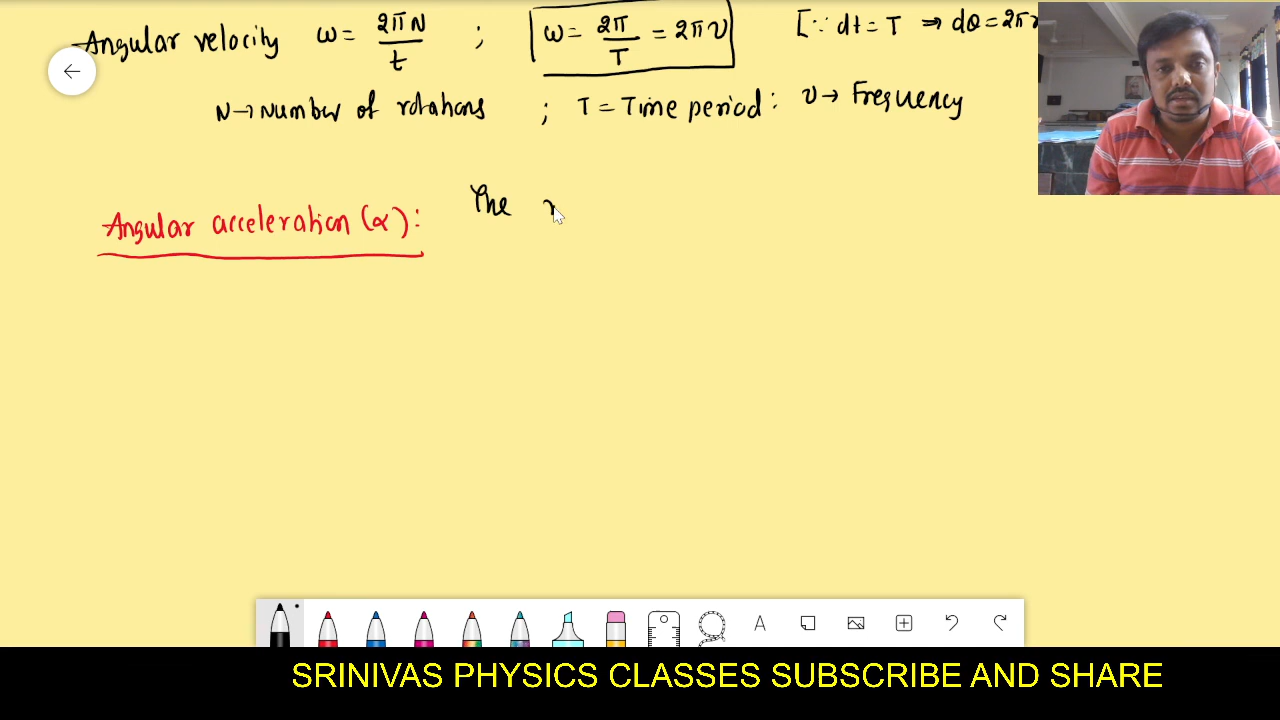 Angular velocity ω = 2πN/t ; ω = 2π/T = 2πν [∵ dt = T ⇒ dθ = 2π
N→Number of rotations ; T = Time period: ν → Frequency
Angular acceleration (α): The
A
SRINIVAS PHYSICS CLASSES SUBSCRIBE AND SHARE